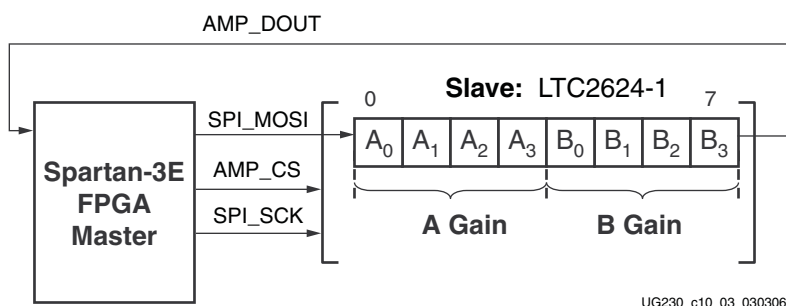 AMP_DOUT
Slave: LTC2624-1
0 7
SPI_MOSI
A0 A1 A2 A3 B0 B1 B2 B3
Spartan-3E
FPGA
Master
AMP_CS
SPI_SCK
A Gain B Gain
UG230_c10_03_030306